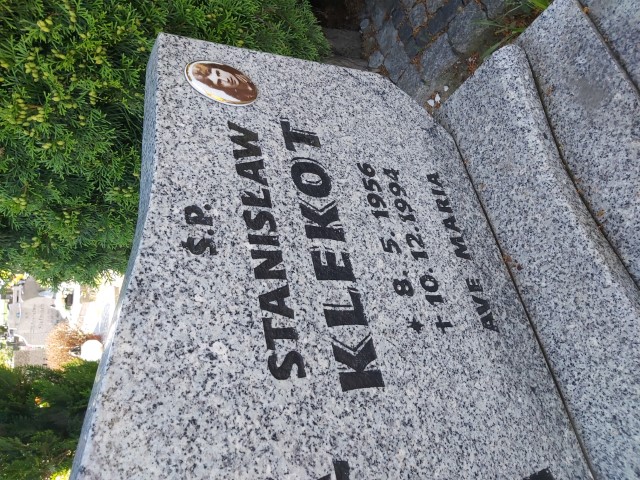 Ś.P.
STANISŁAW
KLEKOT
* 8. 5. 1956
✝ 10. 12. 1994
AVE MARIA